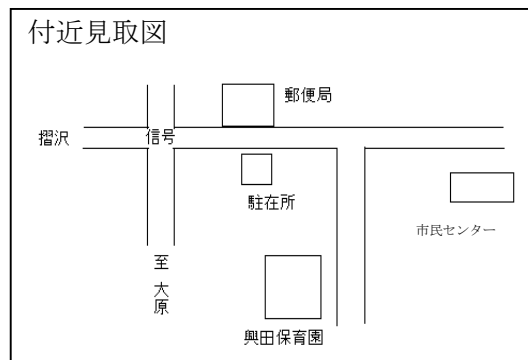 付近見取図
郵便局
摺沢
信号
駐在所
市民センター
至大原
興田保育園